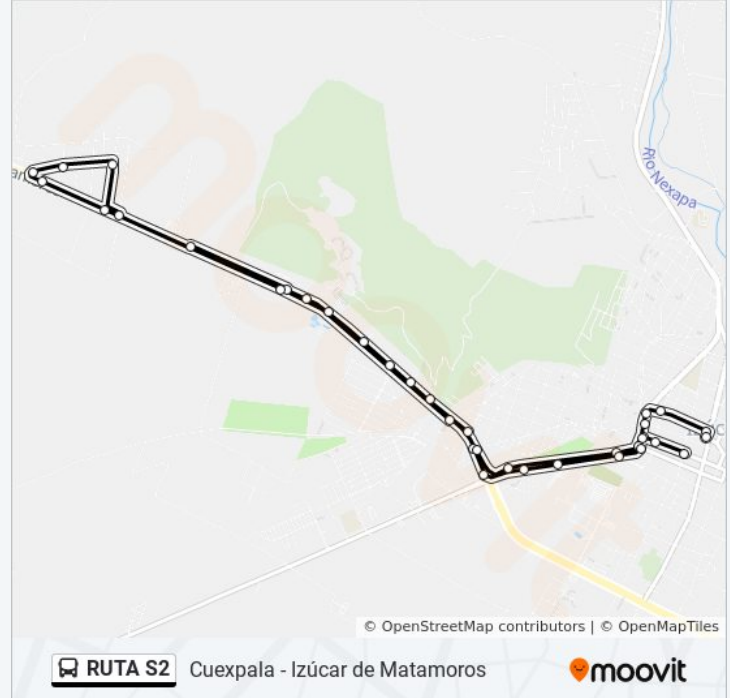 Río Nexapa
© OpenStreetMap contributors | © OpenMapTiles
RUTA S2
Cuexpala - Izúcar de Matamoros
moovit